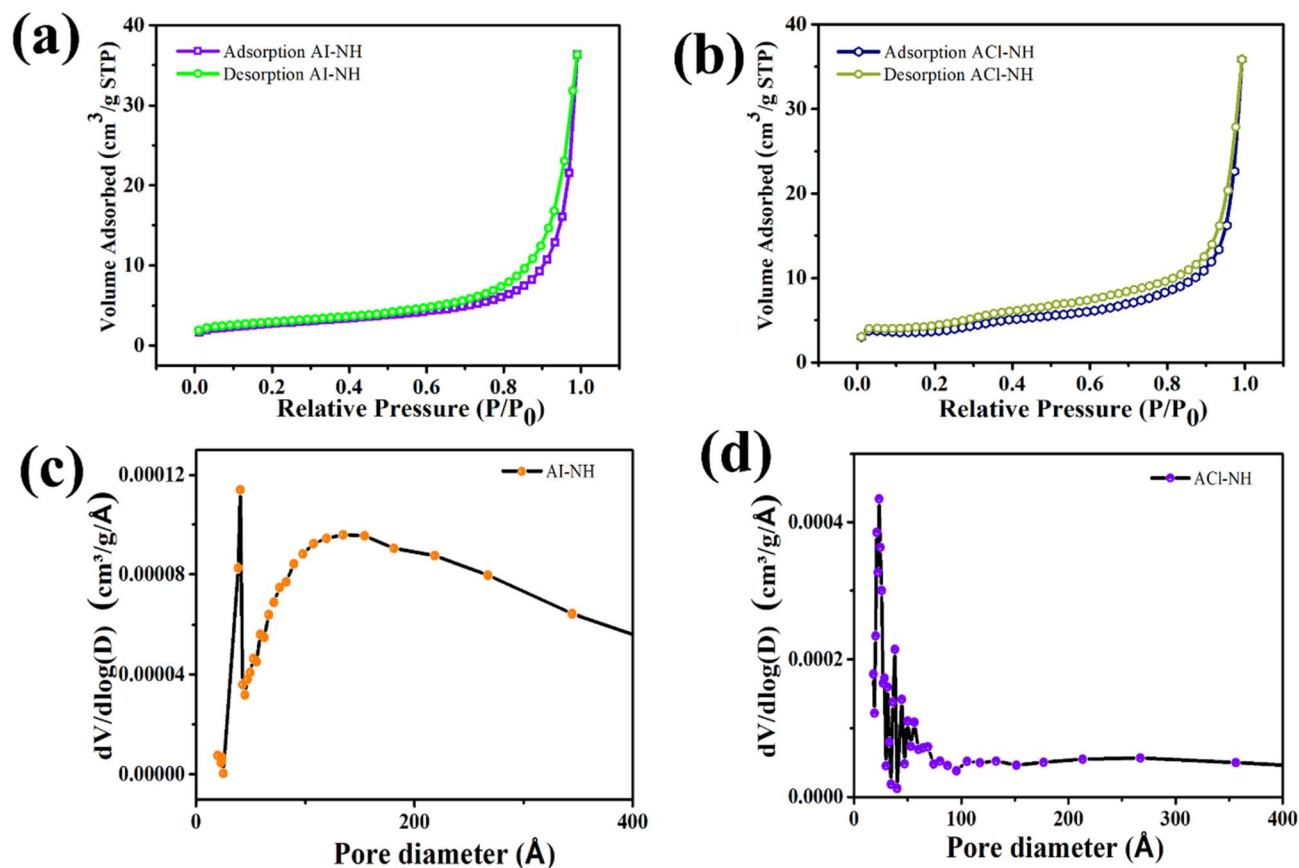 (a)
Adsorption AI-NH
Desorption AI-NH
Volume Adsorbed (cm³/g STP)
40
30
20
10
0
0.0 0.2 0.4 0.6 0.8 1.0
Relative Pressure (P/P₀)
(b)
Adsorption ACl-NH
Desorption ACl-NH
Volume Adsorbed (cm³/g STP)
40
30
20
10
0
0.0 0.2 0.4 0.6 0.8 1.0
Relative Pressure (P/P₀)
(c)
AI-NH
dV/dlog(D) (cm³/g/Å)
0.00012
0.00008
0.00004
0.00000
0 200 400
Pore diameter (Å)
(d)
ACl-NH
dV/dlog(D) (cm³/g/Å)
0.0004
0.0002
0.0000
0 100 200 300 400
Pore diameter (Å)